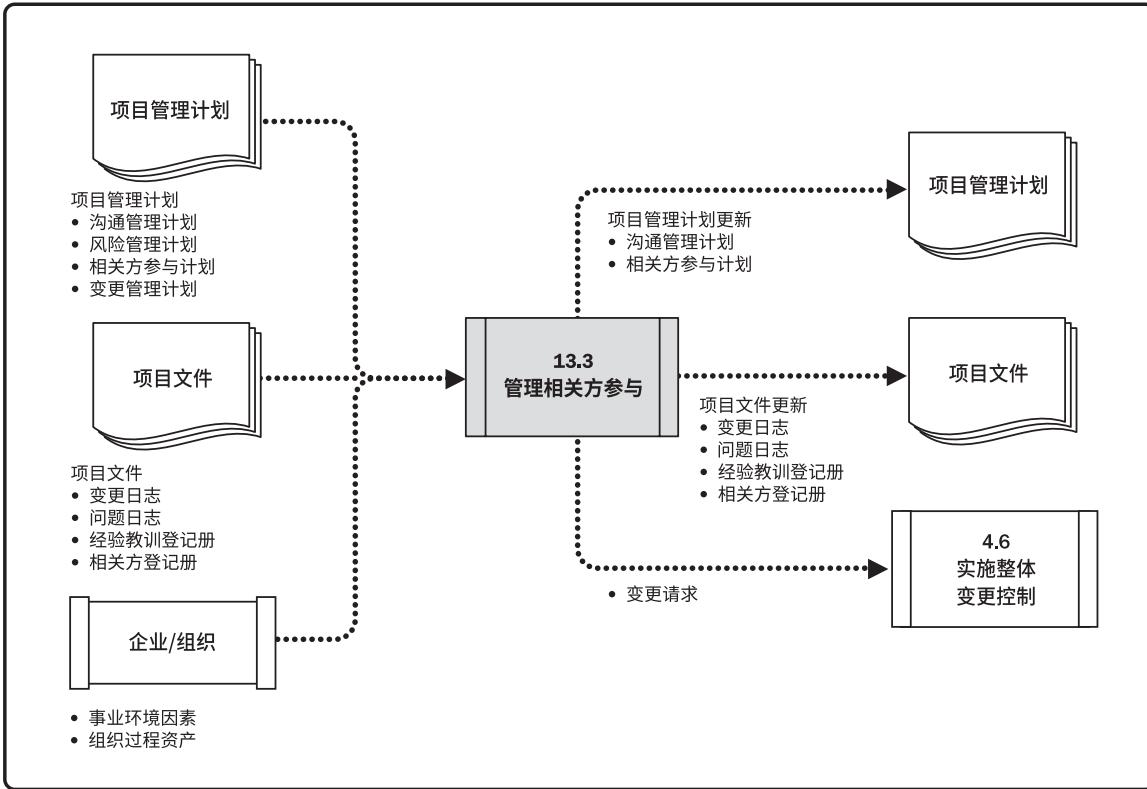 项目管理计划
项目管理计划
• 沟通管理计划
• 风险管理计划
• 相关方参与计划
• 变更管理计划
项目文件
项目文件
• 变更日志
• 问题日志
• 经验教训登记册
• 相关方登记册
企业/组织
• 事业环境因素
• 组织过程资产
13.3
管理相关方参与
项目管理计划更新
• 沟通管理计划
• 相关方参与计划
项目管理计划
项目文件更新
• 变更日志
• 问题日志
• 经验教训登记册
• 相关方登记册
项目文件
• 变更请求
4.6
实施整体
变更控制